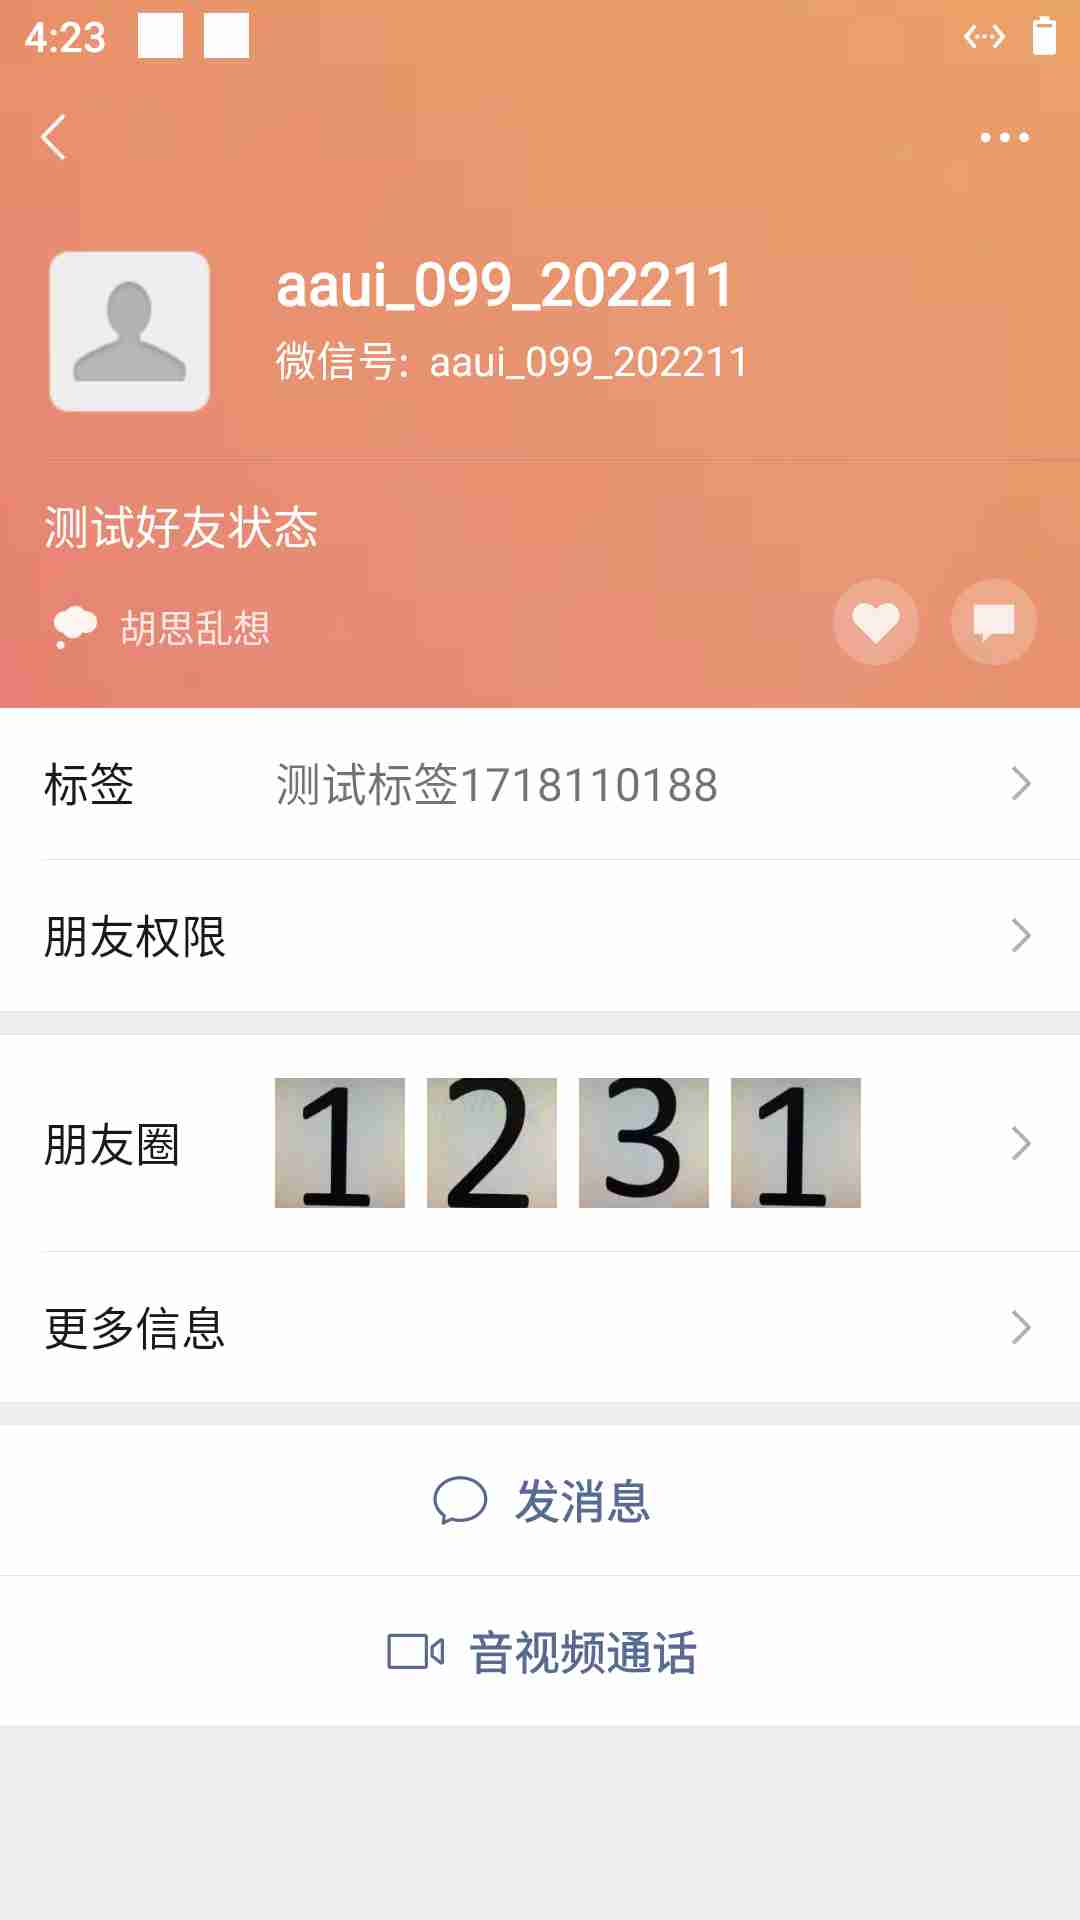 4:23
aaui_099_202211
微信号: aaui_099_202211
测试好友状态
胡思乱想
标签 测试标签1718110188
朋友权限
朋友圈 1 2 3 1
更多信息
发消息
音视频通话